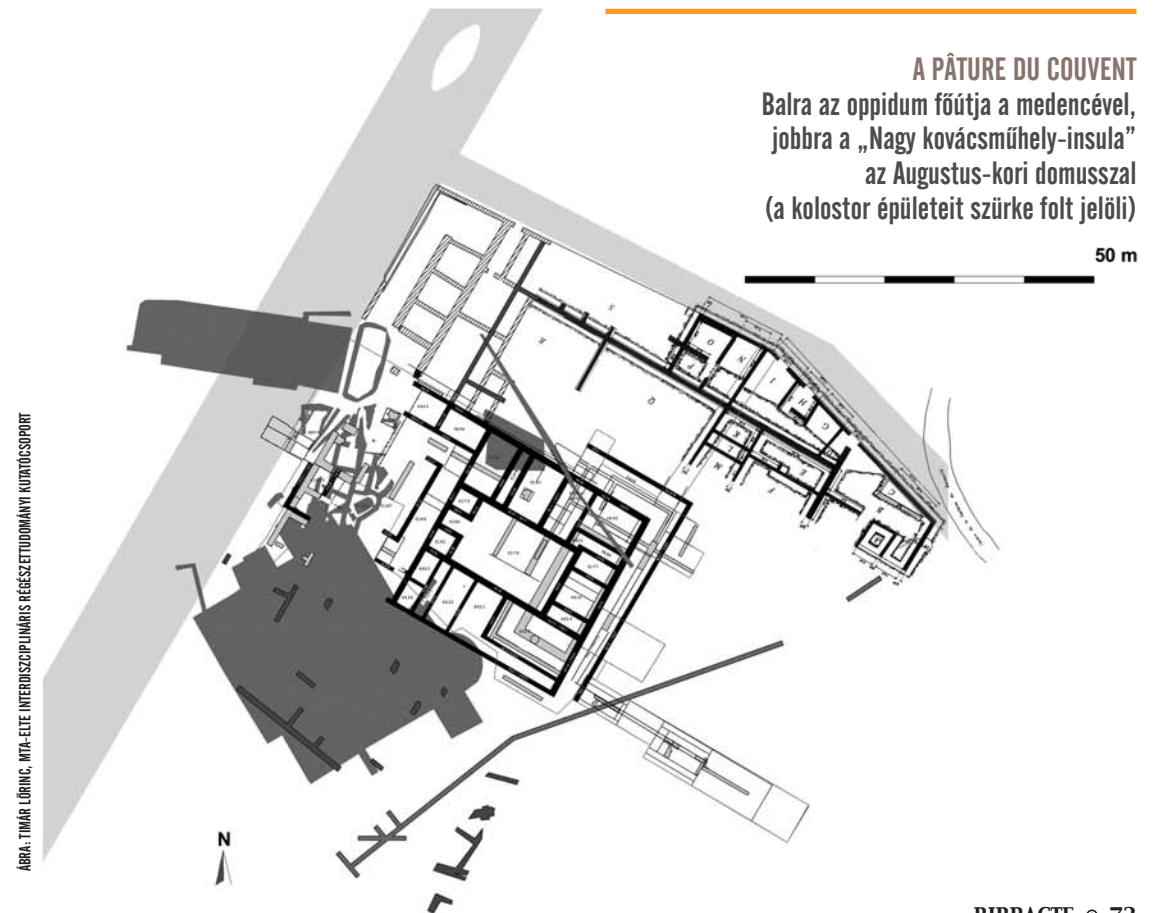 A PÂTURE DU COUVENT
Balra az oppidum főútja a medencével,
jobbra a „Nagy kovácsműhely-insula”
az Augustus-kori domusszal
(a kolostor épületeit szürke folt jelöli)
50 m
O
N
P
I
H
G
S
R
Q
K
L
M
E
F
C
B
ÁBRA: TIMÁR LŐRINC, MTA-ELTE INTERDISZCIPLINÁRIS RÉGÉSZETTUDOMÁNYI KUTATÓCSOPORT
N